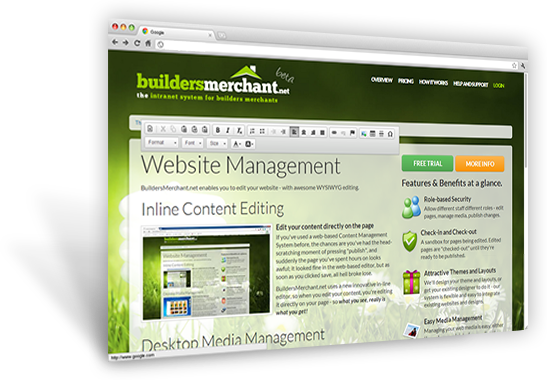 Google
Google
buildersmerchant.net
beta
the intranet system for builders merchants
OVERVIEW PRICING HOW IT WORKS HELP AND SUPPORT LOGIN
Format Font Size
Website Management
BuildersMerchant.net enables you to edit your website - with awesome WYSIWYG editing.
Inline Content Editing
Edit your content directly on the page
If you've used a web-based Content Management
System before, the chances are you've had the head-
scratching moment of pressing "publish", and
suddenly the page you've spent hours on looks
awful; it looked fine in the web-based editor, but as
soon as you clicked save, all hell broke lose.
BuildersMerchant.net uses a new innovative in-line
editor, so when you edit your content, you're editing
it directly on your page - so what you see, really is
what you get!
Desktop Media Management
FREE TRIAL
MORE INFO
Features & Benefits at a glance.
Role-based Security
Allow different staff different roles - edit
pages, manage media, publish changes.
Check-in and Check-out
A sandbox for pages being edited. Edited
pages are "checked-out" until they're
ready to be published.
Attractive Themes and Layouts
We'll design your theme and layouts, or
get your existing designer to do it - our
system is flexible and easy to integrate
existing websites and designs
Easy Media Management
Managing your web media is easy, either
http://www.google.com